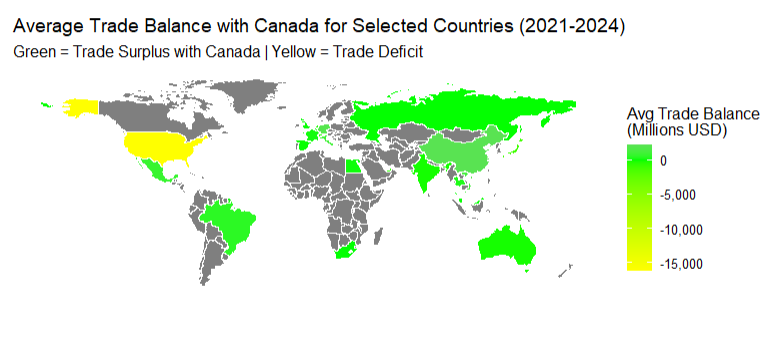 Average Trade Balance with Canada for Selected Countries (2021-2024)
Green = Trade Surplus with Canada | Yellow = Trade Deficit
Avg Trade Balance
(Millions USD)
0
-5,000
-10,000
-15,000